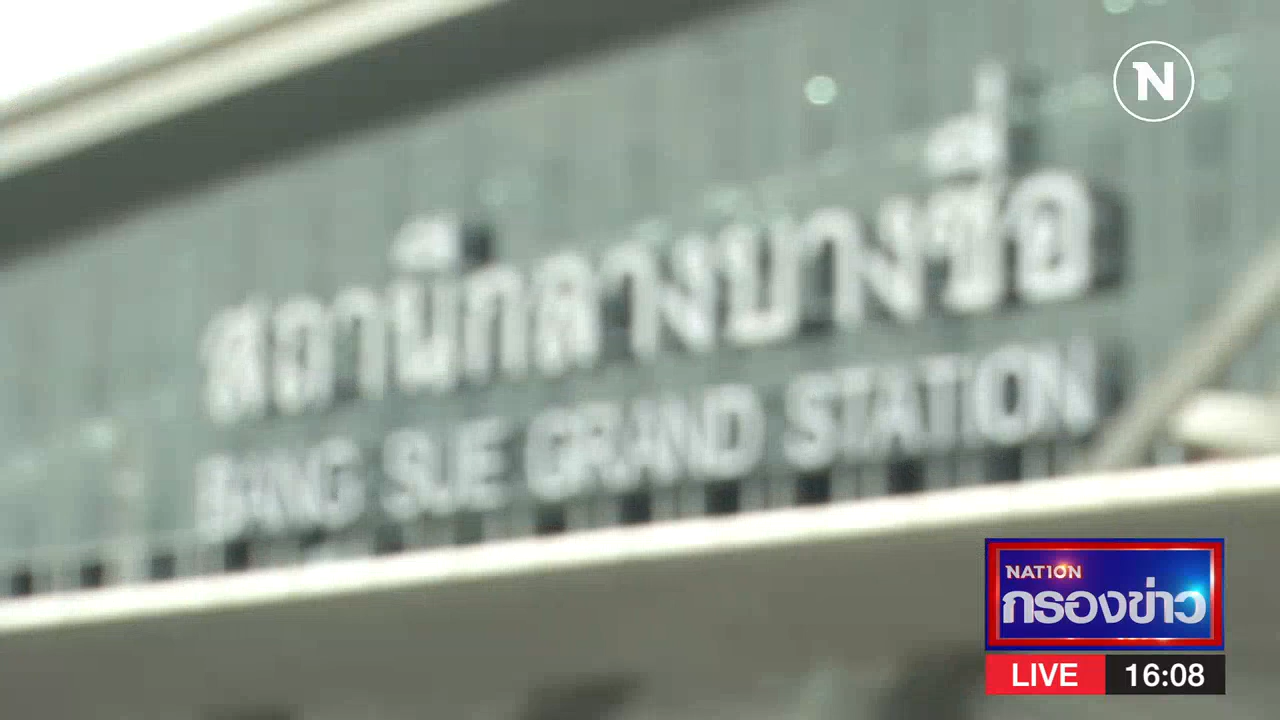 N
สถานีกลางบางซื่อ
BANG SUE GRAND STATION
NATION
กรองข่าว
LIVE 16:08